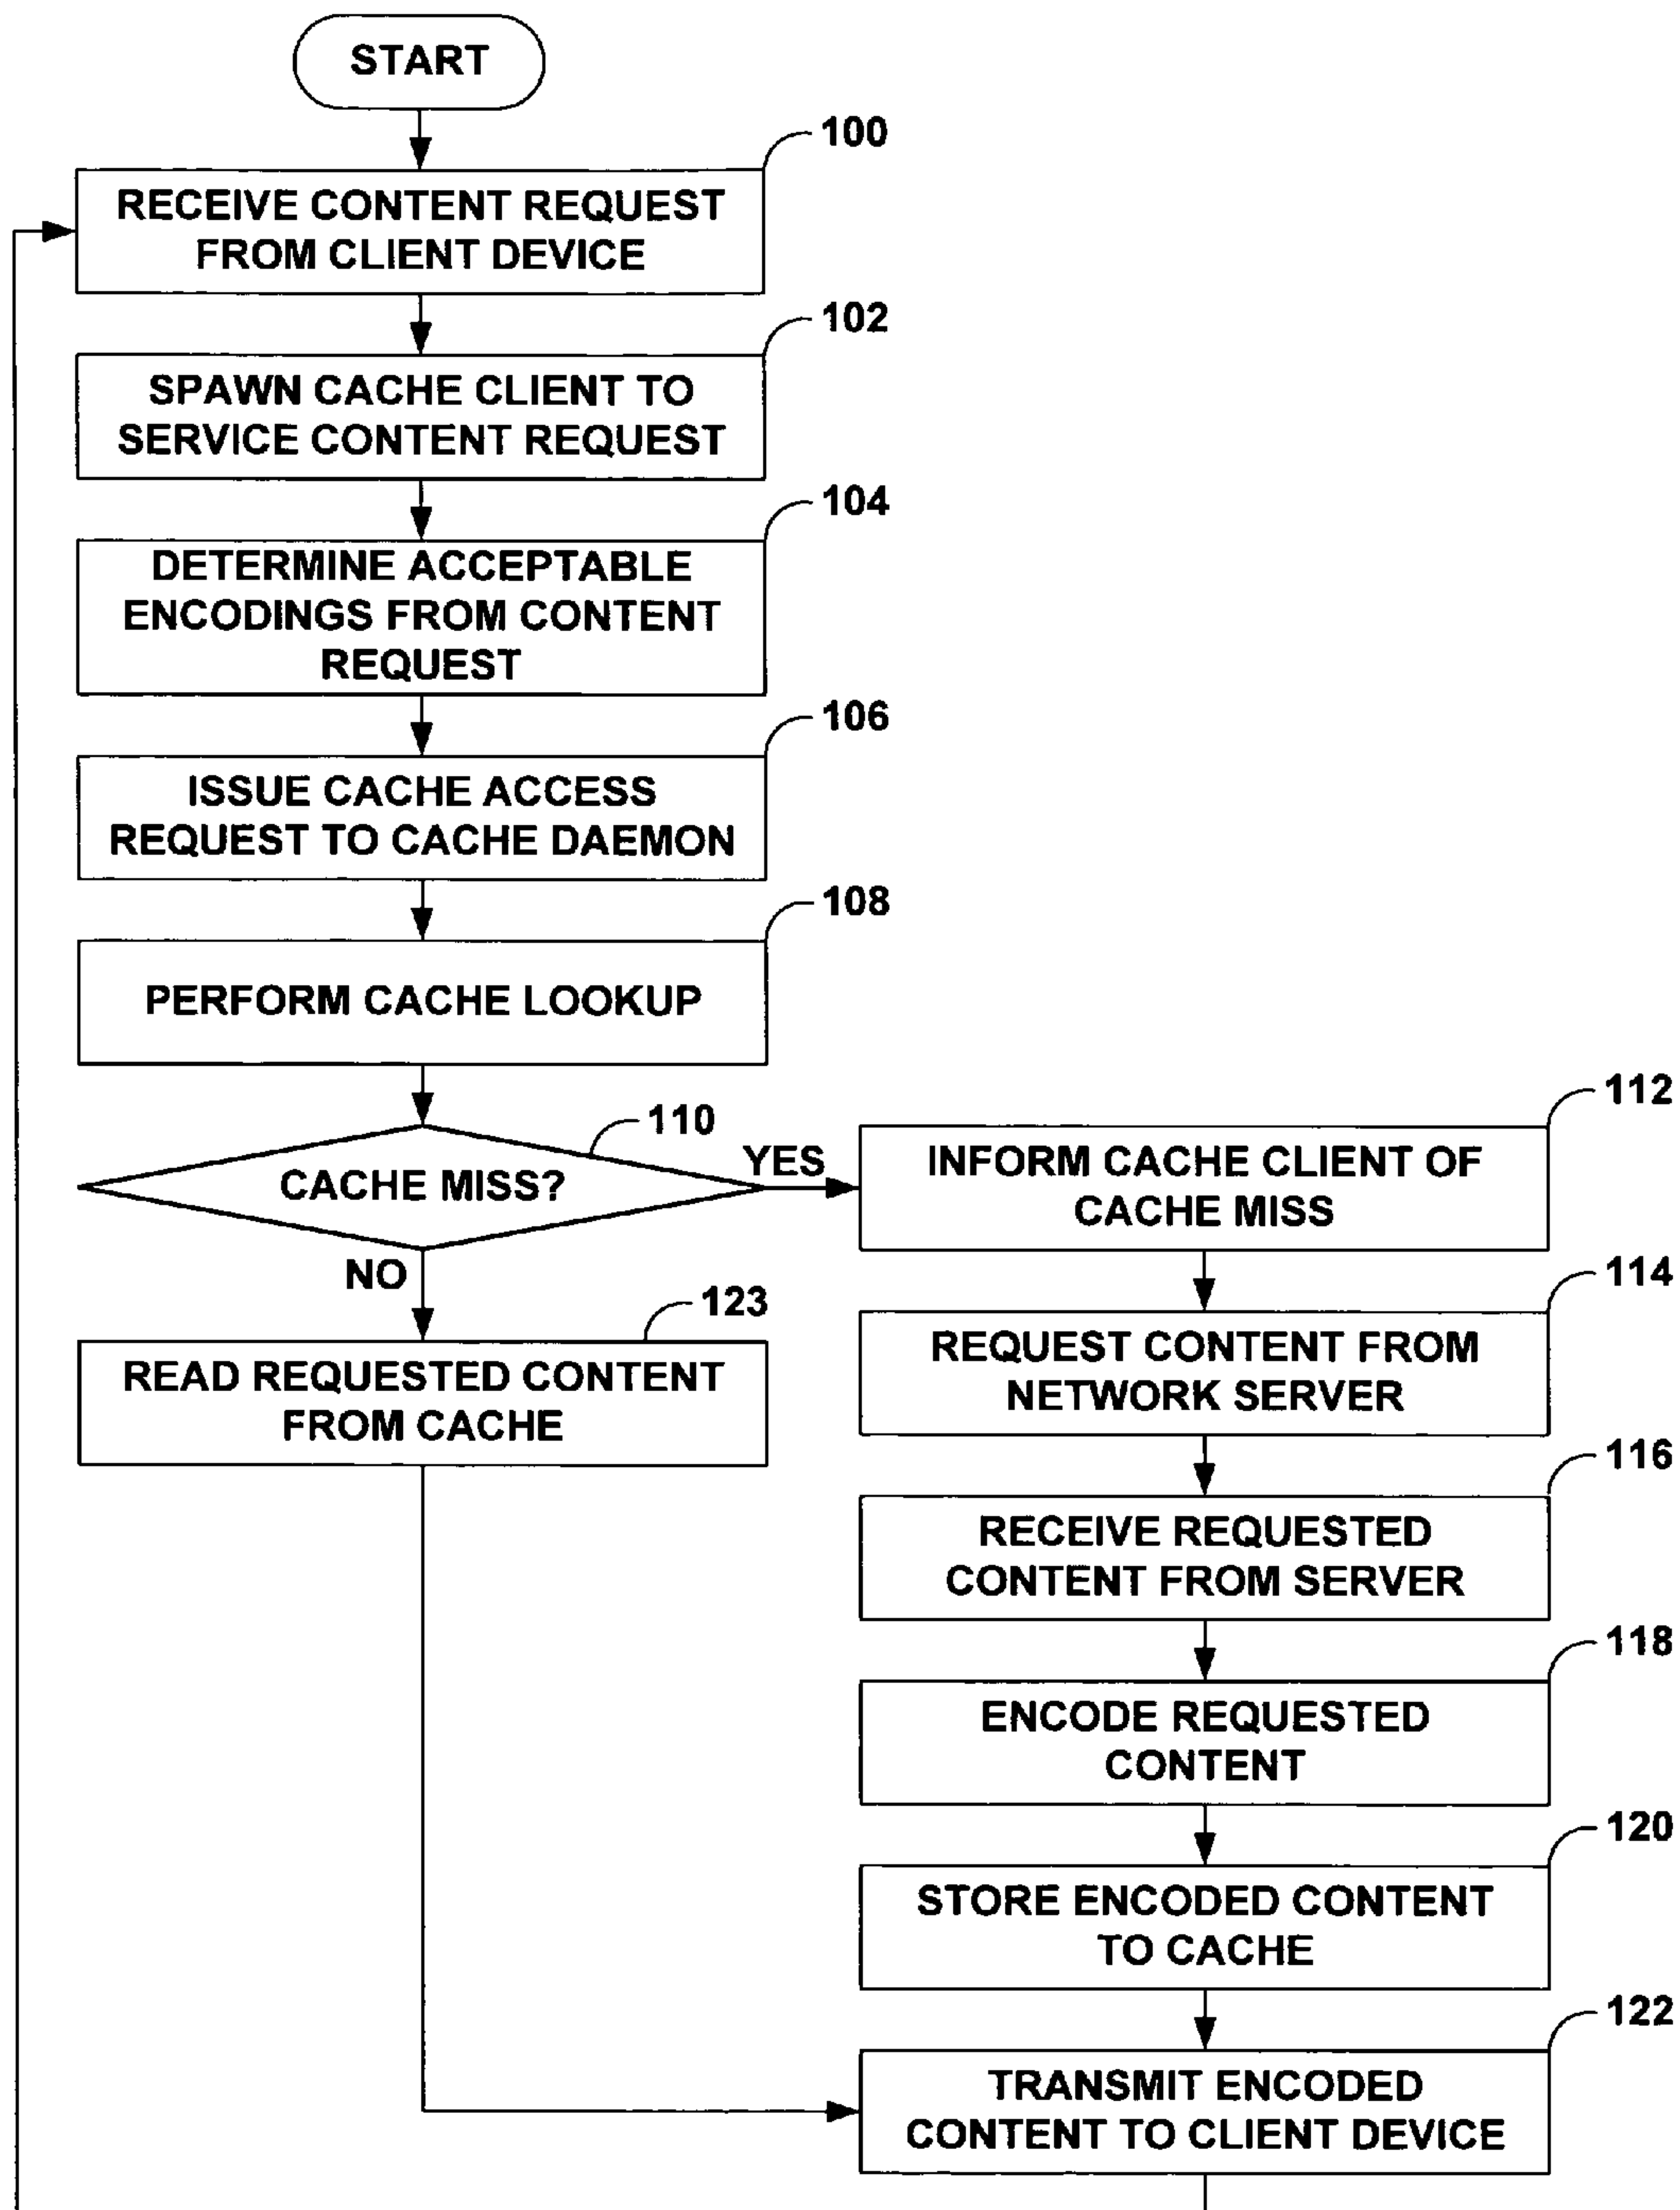 START
100
RECEIVE CONTENT REQUEST
FROM CLIENT DEVICE
102
SPAWN CACHE CLIENT TO
SERVICE CONTENT REQUEST
104
DETERMINE ACCEPTABLE
ENCODINGS FROM CONTENT
REQUEST
106
ISSUE CACHE ACCESS
REQUEST TO CACHE DAEMON
108
PERFORM CACHE LOOKUP
110
CACHE MISS?
YES
NO
112
INFORM CACHE CLIENT OF
CACHE MISS
114
REQUEST CONTENT FROM
NETWORK SERVER
123
READ REQUESTED CONTENT
FROM CACHE
116
RECEIVE REQUESTED
CONTENT FROM SERVER
118
ENCODE REQUESTED
CONTENT
120
STORE ENCODED CONTENT
TO CACHE
122
TRANSMIT ENCODED
CONTENT TO CLIENT DEVICE